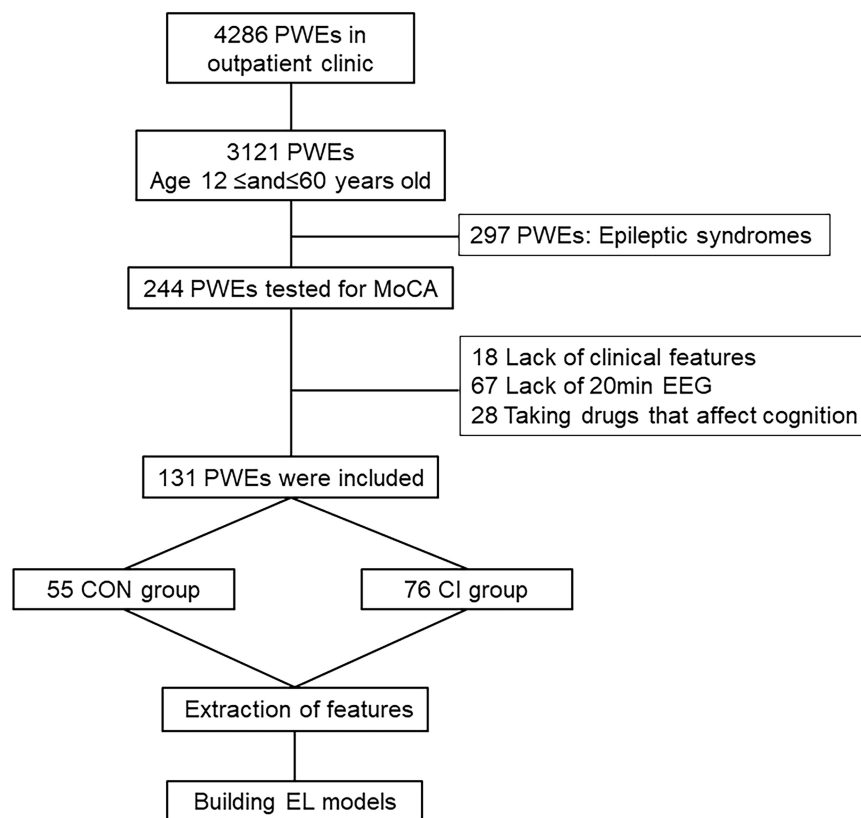 4286 PWEs in
outpatient clinic
3121 PWEs
Age 12 ≤and≤60 years old
297 PWEs: Epileptic syndromes
244 PWEs tested for MoCA
18 Lack of clinical features
67 Lack of 20min EEG
28 Taking drugs that affect cognition
131 PWEs were included
55 CON group
76 CI group
Extraction of features
Building EL models